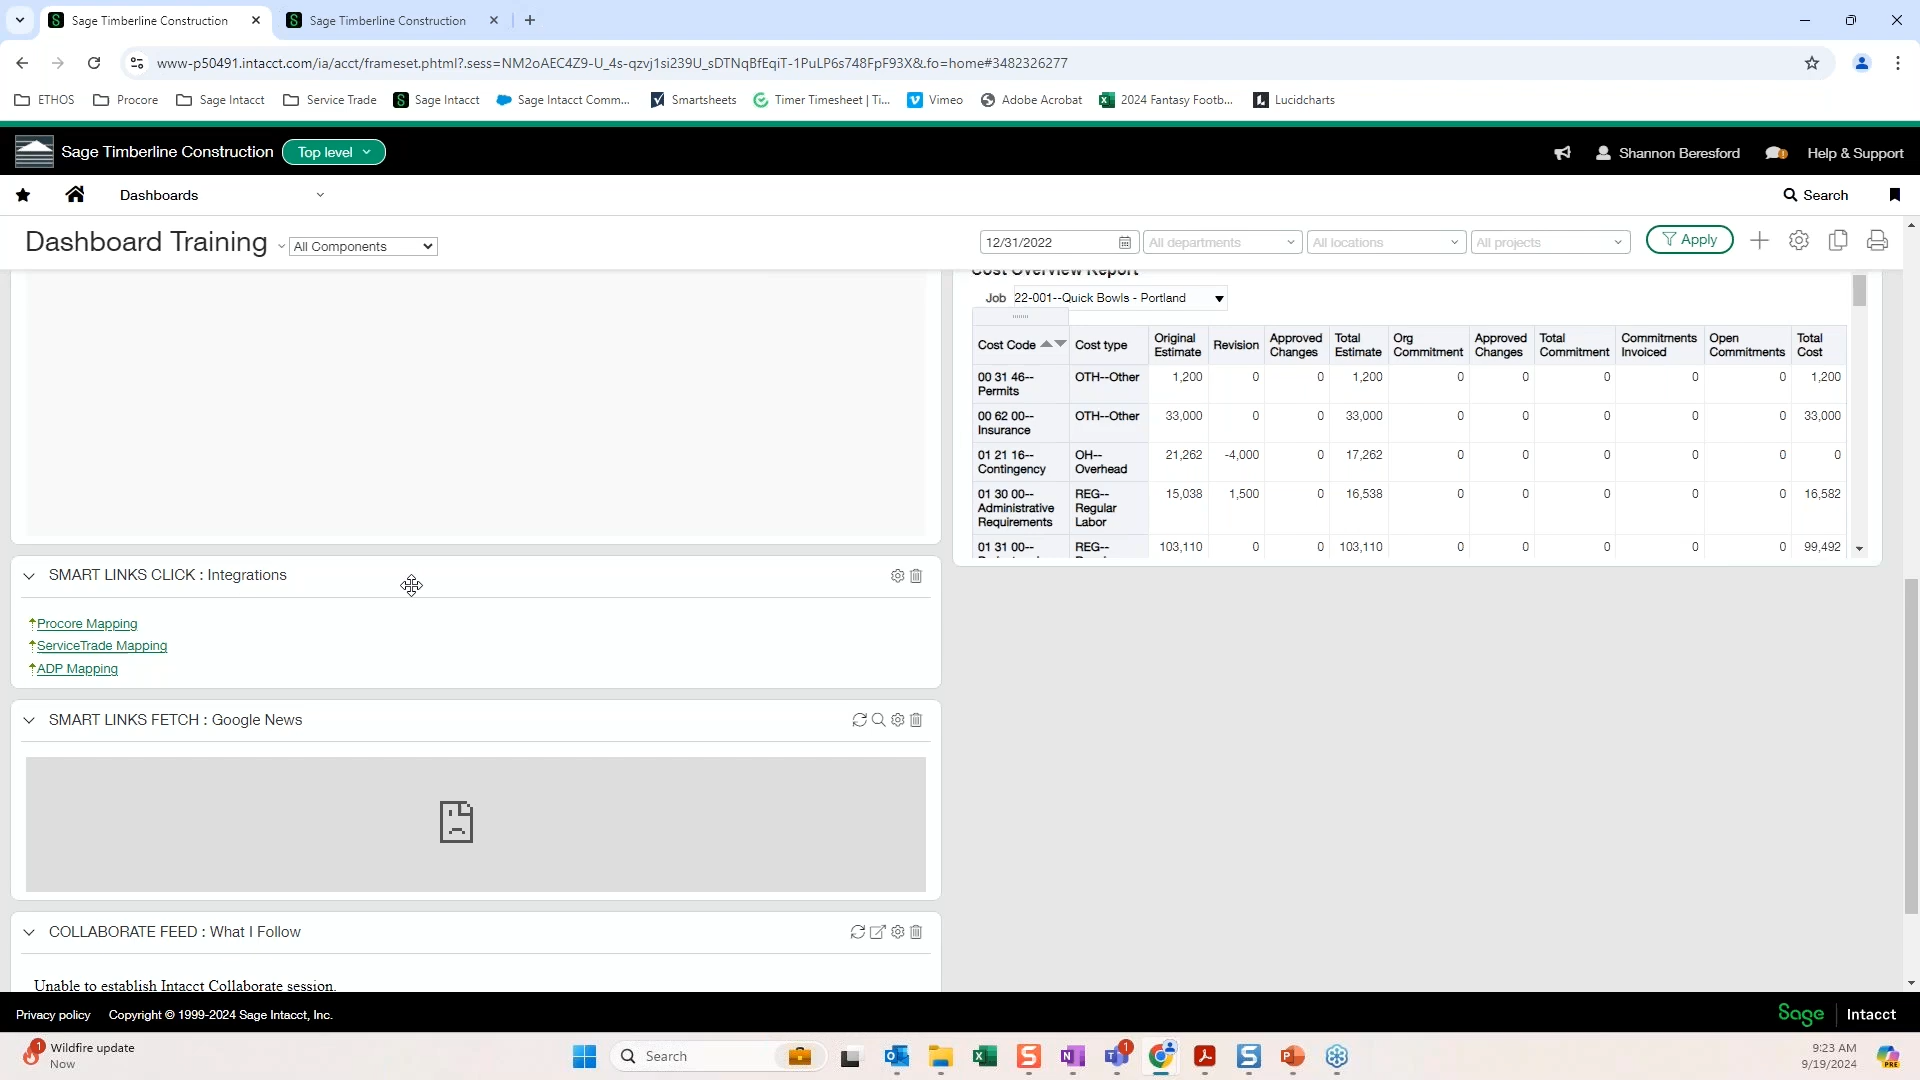 Sage Timberline Construction
Sage Timberline Construction
www-p50491.intacct.com/ia/acct/frameset.phtml?.sess=NM2oAEC4Z9-U_4s-qzvj1si239U_sDTNqBfEqiT-1PuLP6s748FpF93X&.fo=home#3482326277
ETHOS Procore Sage Intacct Service Trade Sage Intacct Sage Intacct Comm... Smartsheets Timer Timesheet | Ti... Vimeo Adobe Acrobat 2024 Fantasy Footb... Lucidcharts
Sage Timberline Construction Top level Shannon Beresford Help & Support
Dashboards Search
Dashboard Training All Components 12/31/2022 All departments All locations All projects Apply
Cost Overview Report
Job 22-001--Quick Bowls - Portland
Cost Code Cost type Original Estimate Revision Approved Changes Total Estimate Org Commitment Approved Changes Total Commitment Commitments Invoiced Open Commitments Total Cost
00 31 46-- Permits OTH--Other 1,200 0 0 1,200 0 0 0 0 0 1,200
00 62 00-- Insurance OTH--Other 33,000 0 0 33,000 0 0 0 0 0 33,000
01 21 16-- Contingency OH-- Overhead 21,262 -4,000 0 17,262 0 0 0 0 0 0
01 30 00-- Administrative Requirements REG-- Regular Labor 15,038 1,500 0 16,538 0 0 0 0 0 16,582
01 31 00-- REG-- 103,110 0 0 103,110 0 0 0 0 0 99,492
SMART LINKS CLICK : Integrations
Procore Mapping
ServiceTrade Mapping
ADP Mapping
SMART LINKS FETCH : Google News
COLLABORATE FEED : What I Follow
Unable to establish Intacct Collaborate session.
Privacy policy Copyright © 1999-2024 Sage Intacct, Inc. Sage Intacct
1 Wildfire update
Now
Search
1
9:23 AM
9/19/2024
PRE